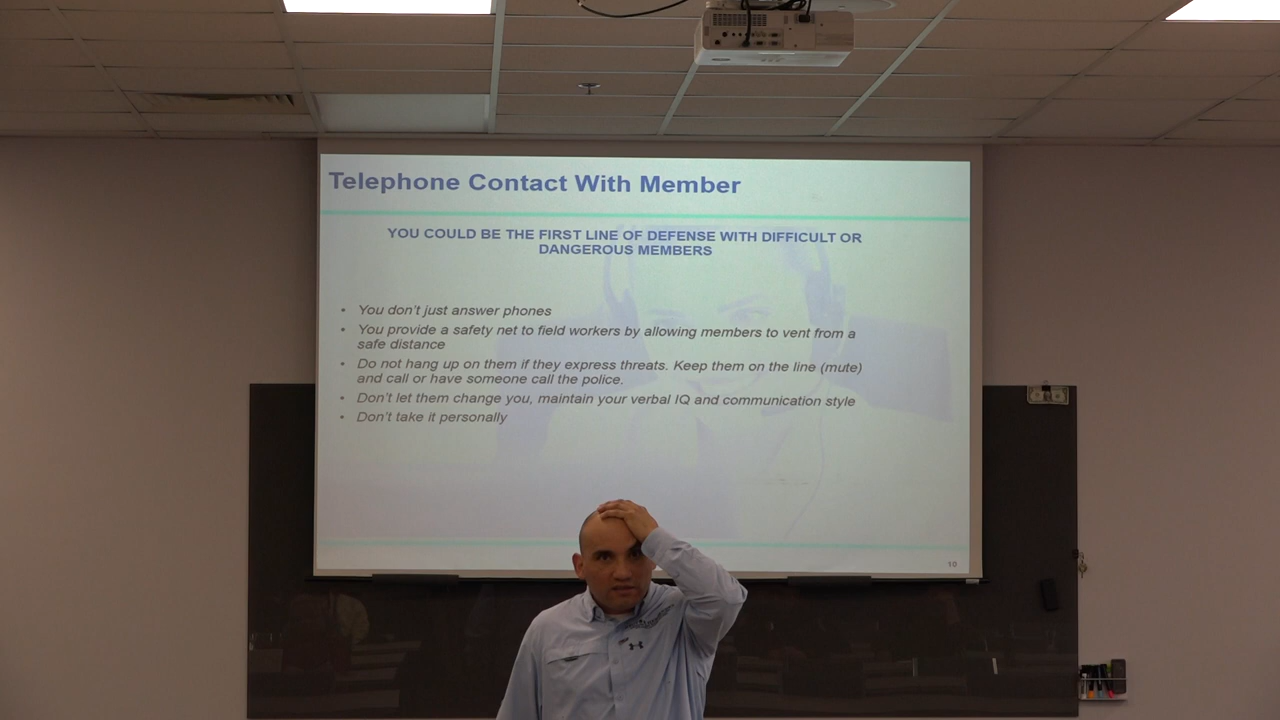 Telephone Contact With Member
YOU COULD BE THE FIRST LINE OF DEFENSE WITH DIFFICULT OR
DANGEROUS MEMBERS
• You don't just answer phones
• You provide a safety net to field workers by allowing members to vent from a
safe distance
• Do not hang up on them if they express threats. Keep them on the line (mute)
and call or have someone call the police.
• Don't let them change you, maintain your verbal IQ and communication style
• Don't take it personally
10